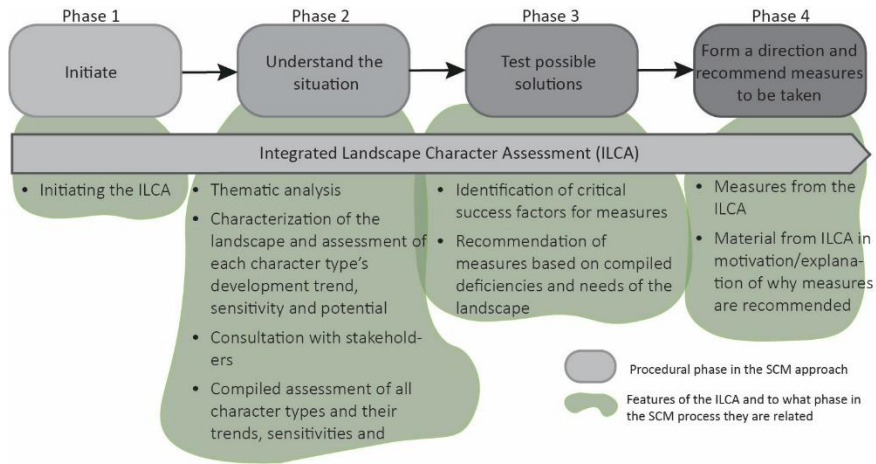 Phase 1
Phase 2
Phase 3
Phase 4
Initiate
Understand the
situation
Test possible
solutions
Form a direction and
recommend measures
to be taken
Integrated Landscape Character Assessment (ILCA)
• Initiating the ILCA
• Thematic analysis
• Characterization of the
landscape and assessment of
each character type's
development trend,
sensitivity and potential
• Consultation with stakehold-
ers
• Compiled assessment of all
character types and their
trends, sensitivities and
• Identification of critical
success factors for measures
• Recommendation of
measures based on compiled
deficiencies and needs of the
landscape
• Measures from the
ILCA
• Material from ILCA in
motivation/explana-
tion of why measures
are recommended
Procedural phase in the SCM approach
Features of the ILCA and to what phase in
the SCM process they are related